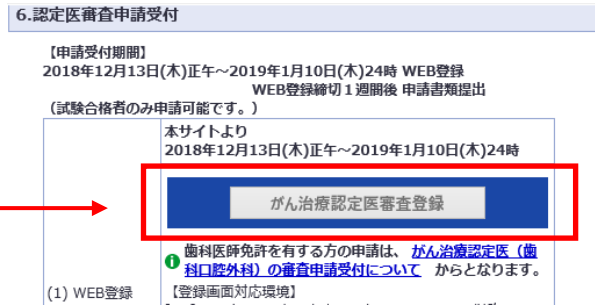 6.認定医審査申請受付
【申請受付期間】
2018年12月13日(木)正午~2019年1月10日(木)24時 WEB登録
WEB登録締切1週間後 申請書類提出
（試験合格者のみ申請可能です。）
本サイトより
2018年12月13日(木)正午~2019年1月10日(木)24時
がん治療認定医審査登録
歯科医師免許を有する方の申請は、 がん治療認定医（歯
科口腔外科）の審査申請受付について からとなります。
(1) WEB登録
【登録画面対応環境】